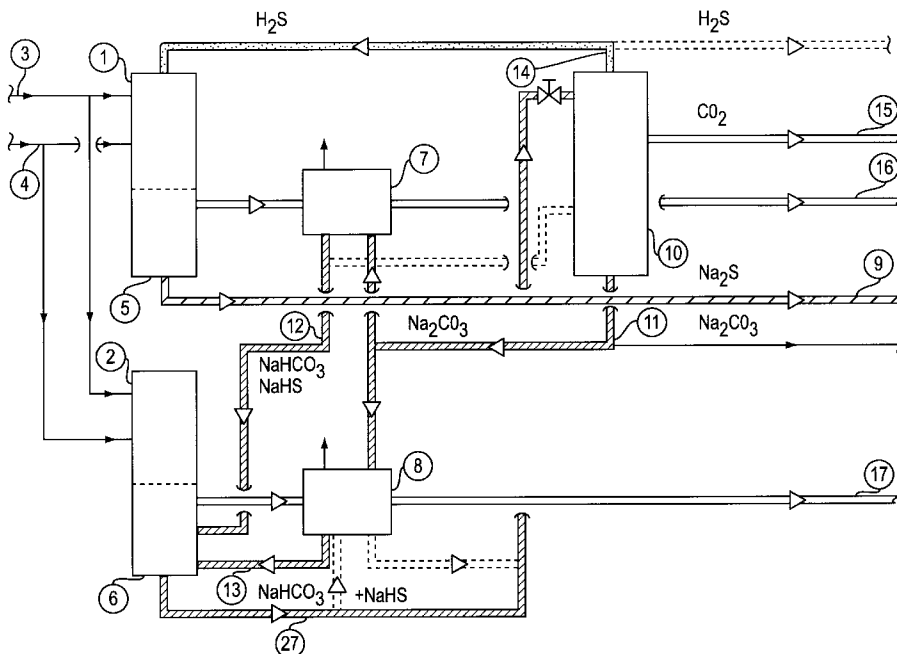 H₂S
H₂S
3
1
14
CO₂
15
4
7
16
5
10
Na₂S
9
12
Na₂CO₃
11
Na₂CO₃
2
NaHCO₃
NaHS
8
17
6
13
NaHCO₃
+NaHS
27